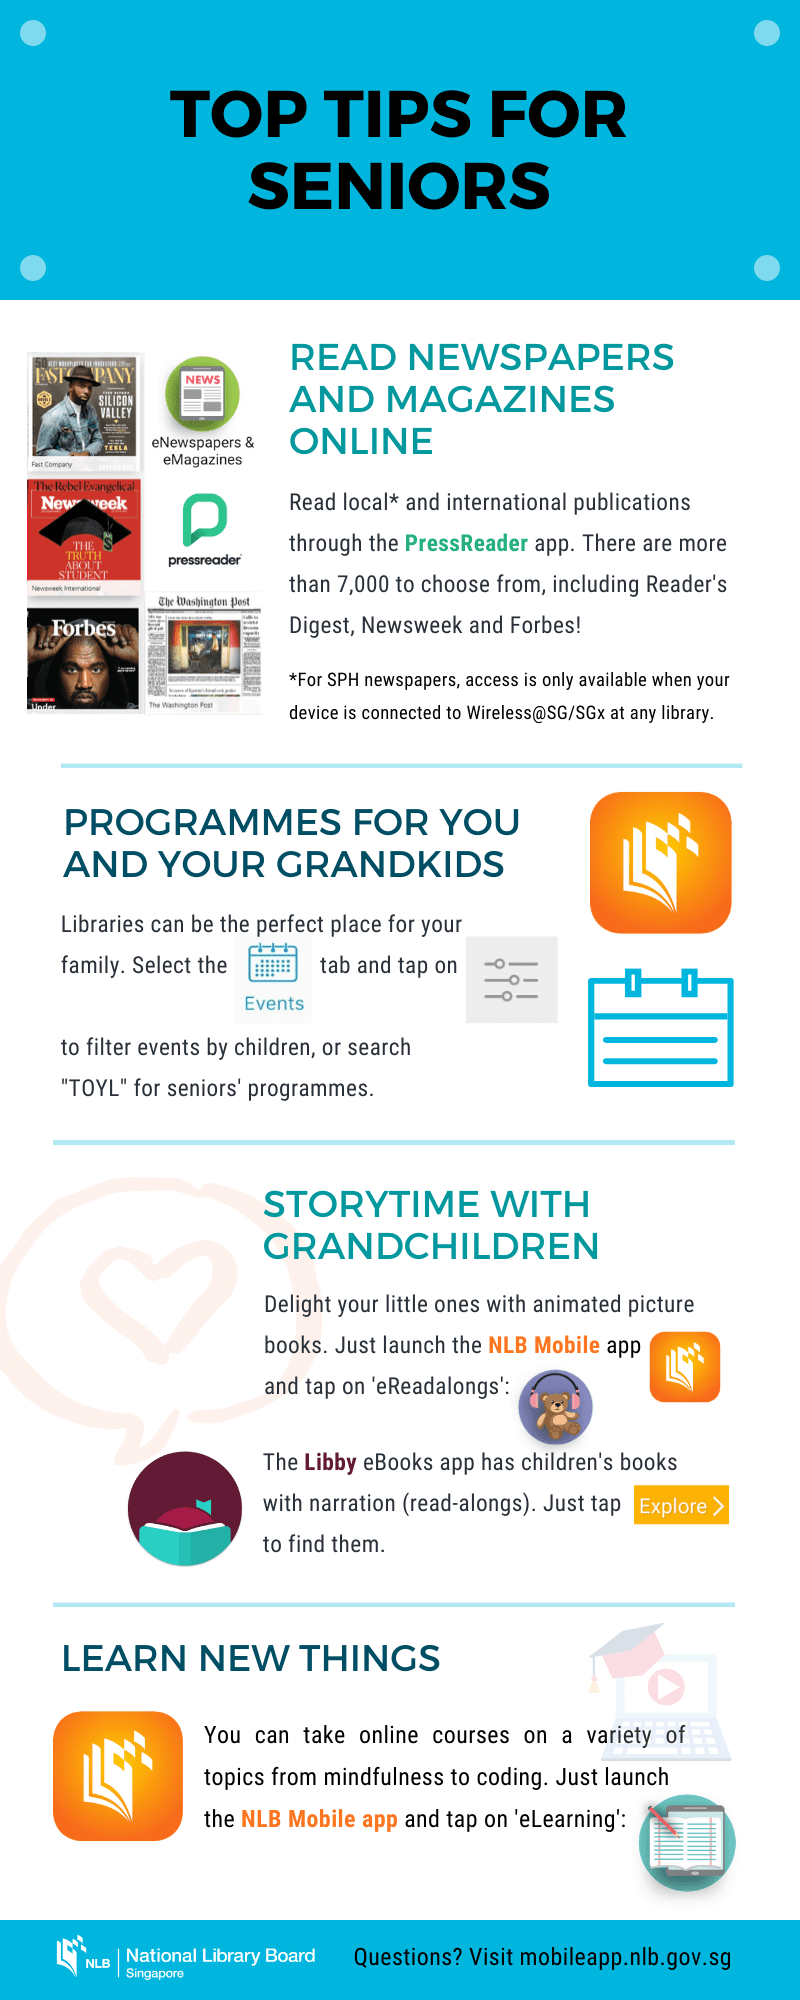 TOP TIPS FOR
SENIORS
FAST COMPANY
SILICON
VALLEY
TESLA
Fast Company
NEWS
eNewspapers &
eMagazines
The Rebel Evangelical
Newsweek
THE
TRUTH
ABOUT
STUDENT
Newsweek International
pressreader
Forbes
Under
The Washington Post
The Washington Post
READ NEWSPAPERS
AND MAGAZINES
ONLINE
Read local* and international publications
through the PressReader app. There are more
than 7,000 to choose from, including Reader's
Digest, Newsweek and Forbes!
*For SPH newspapers, access is only available when your
device is connected to Wireless@SG/SGx at any library.
PROGRAMMES FOR YOU
AND YOUR GRANDKIDS
Libraries can be the perfect place for your
family. Select the tab and tap on
Events
to filter events by children, or search
"TOYL" for seniors' programmes.
STORYTIME WITH
GRANDCHILDREN
Delight your little ones with animated picture
books. Just launch the NLB Mobile app
and tap on 'eReadalongs':
The Libby eBooks app has children's books
with narration (read-alongs). Just tap Explore >
to find them.
LEARN NEW THINGS
You can take online courses on a variety of
topics from mindfulness to coding. Just launch
the NLB Mobile app and tap on 'eLearning':
NLB National Library Board
Singapore
Questions? Visit mobileapp.nlb.gov.sg